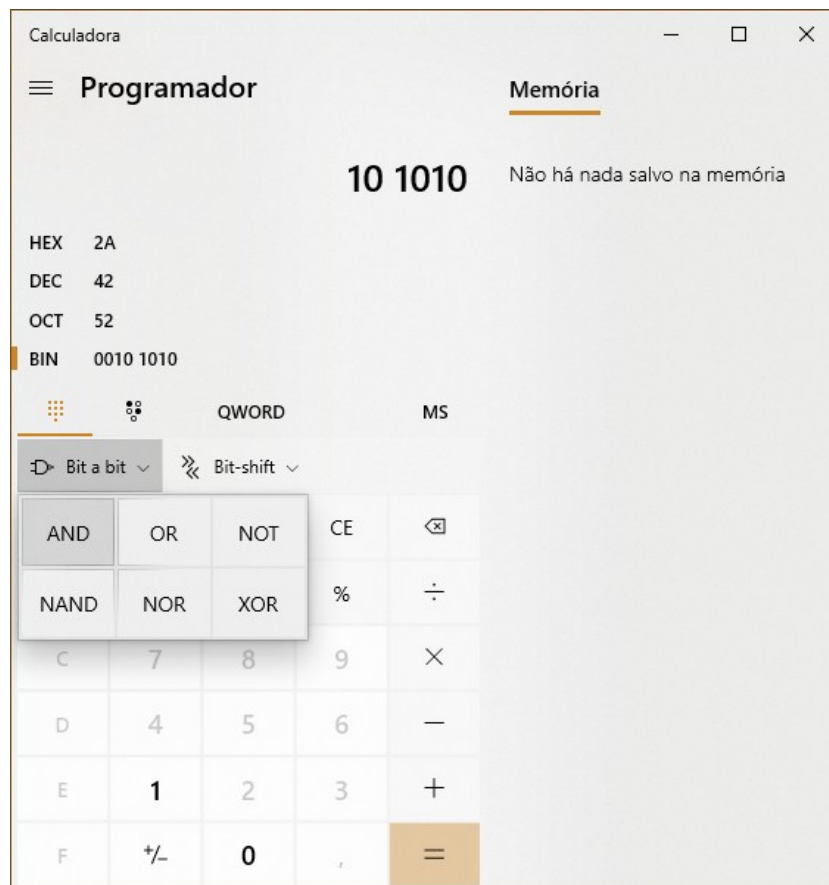 Calculadora
Programador
Memória
10 1010
Não há nada salvo na memória
HEX 2A
DEC 42
OCT 52
BIN 0010 1010
QWORD MS
Bit a bit Bit-shift
AND OR NOT CE
NAND NOR XOR % ÷
C 7 8 9 ×
D 4 5 6 −
E 1 2 3 +
F +/− 0 , =